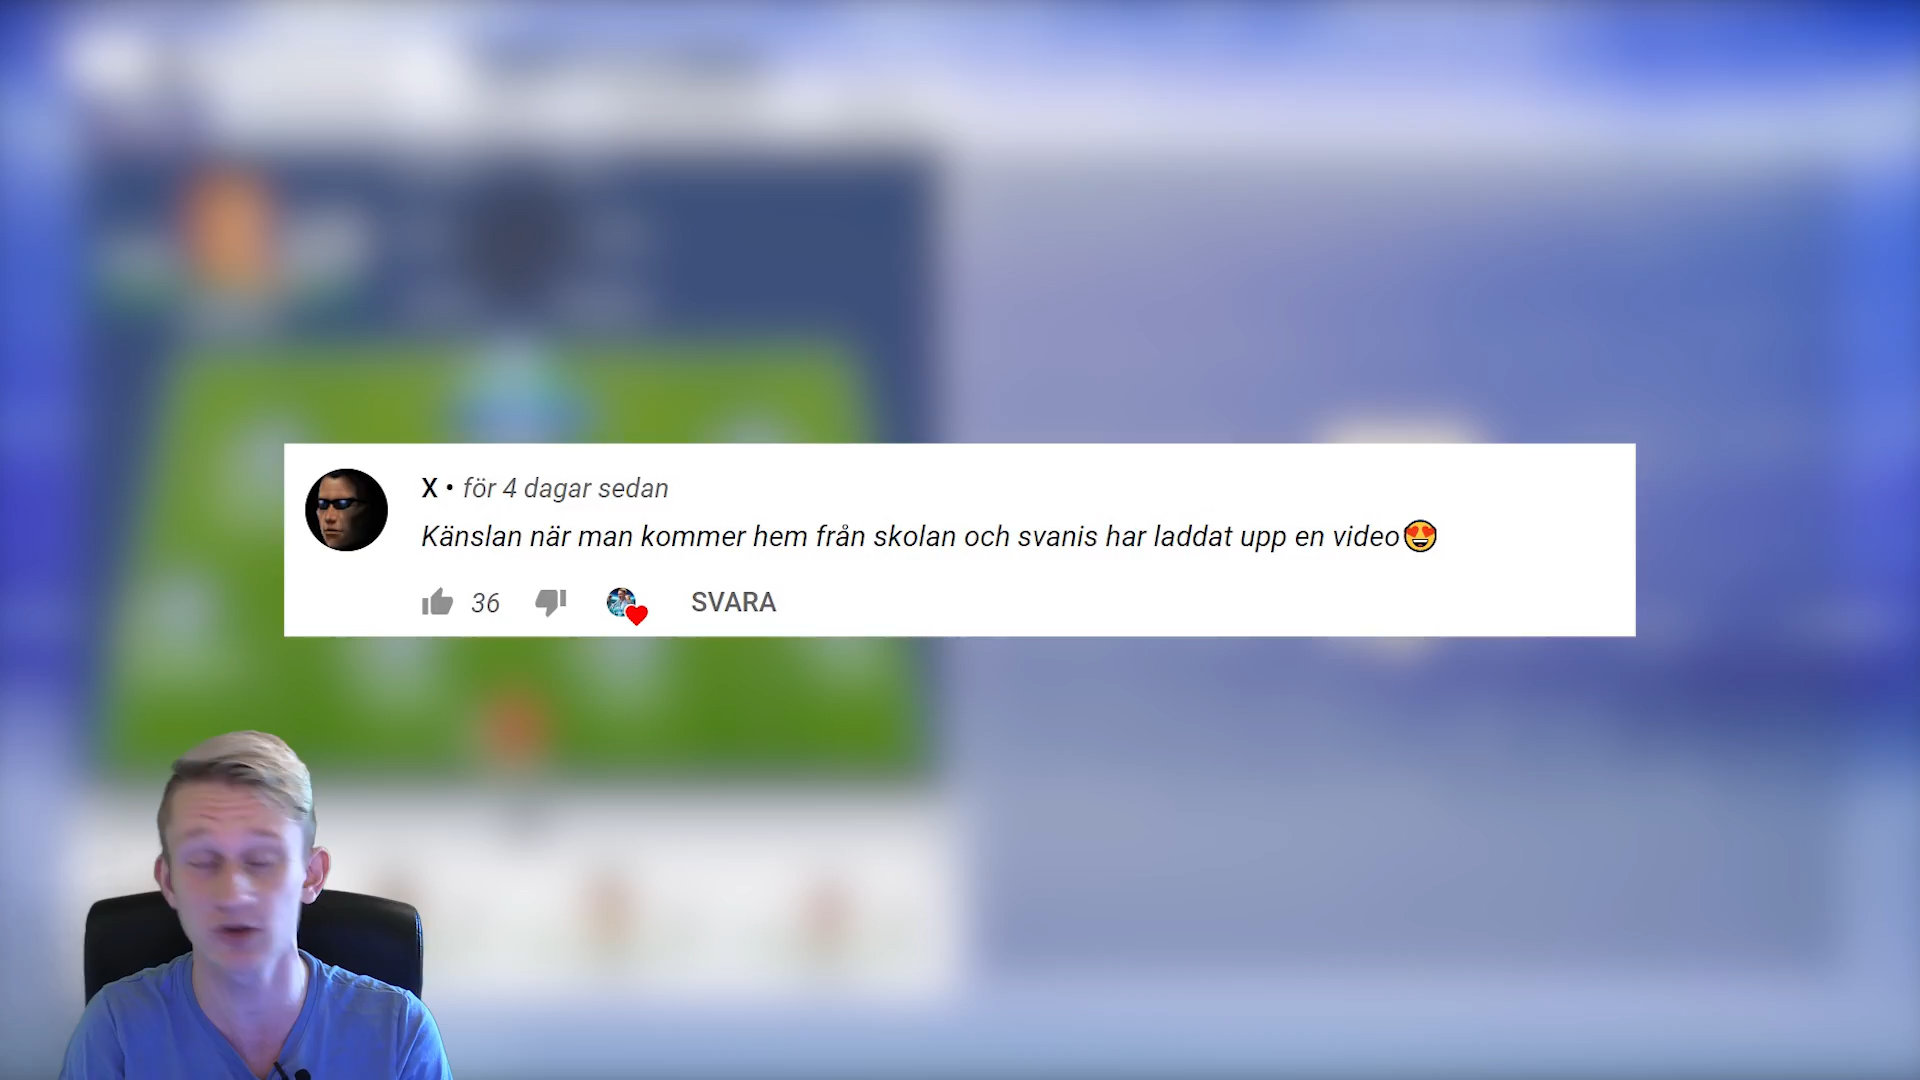 X • för 4 dagar sedan
Känslan när man kommer hem från skolan och svanis har laddat upp en video😍
36 SVARA